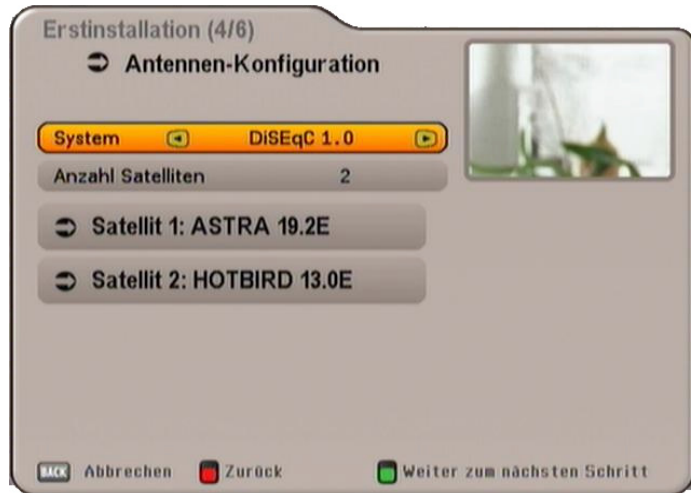 Erstinstallation (4/6)
Antennen-Konfiguration
System DiSEqC 1.0
Anzahl Satelliten 2
Satellit 1: ASTRA 19.2E
Satellit 2: HOTBIRD 13.0E
BACK Abbrechen Zurück Weiter zum nächsten Schritt